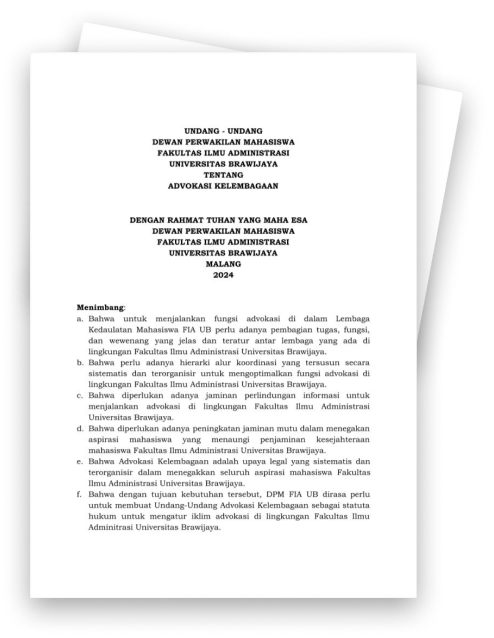 UNDANG - UNDANG
DEWAN PERWAKILAN MAHASISWA
FAKULTAS ILMU ADMINISTRASI
UNIVERSITAS BRAWIJAYA
TENTANG
ADVOKASI KELEMBAGAAN
DENGAN RAHMAT TUHAN YANG MAHA ESA
DEWAN PERWAKILAN MAHASISWA
FAKULTAS ILMU ADMINISTRASI
UNIVERSITAS BRAWIJAYA
MALANG
2024
Menimbang:
a. Bahwa untuk menjalankan fungsi advokasi di dalam Lembaga
Kedaulatan Mahasiswa FIA UB perlu adanya pembagian tugas, fungsi,
dan wewenang yang jelas dan teratur antar lembaga yang ada di
lingkungan Fakultas Ilmu Administrasi Universitas Brawijaya.
b. Bahwa perlu adanya hierarki alur koordinasi yang tersusun secara
sistematis dan terorganisir untuk mengoptimalkan fungsi advokasi di
lingkungan Fakultas Ilmu Administrasi Universitas Brawijaya.
c. Bahwa diperlukan adanya jaminan perlindungan informasi untuk
menjalankan advokasi di lingkungan Fakultas Ilmu Administrasi
Universitas Brawijaya.
d. Bahwa diperlukan adanya peningkatan jaminan mutu dalam menegakan
aspirasi mahasiswa yang menaungi penjaminan kesejahteraan
mahasiswa Fakultas Ilmu Administrasi Universitas Brawijaya.
e. Bahwa Advokasi Kelembagaan adalah upaya legal yang sistematis dan
terorganisir dalam menegakkan seluruh aspirasi mahasiswa Fakultas
Ilmu Administrasi Universitas Brawijaya.
f. Bahwa dengan tujuan kebutuhan tersebut, DPM FIA UB dirasa perlu
untuk membuat Undang-Undang Advokasi Kelembagaan sebagai statuta
hukum untuk mengatur iklim advokasi di lingkungan Fakultas Ilmu
Adminitrasi Universitas Brawijaya.